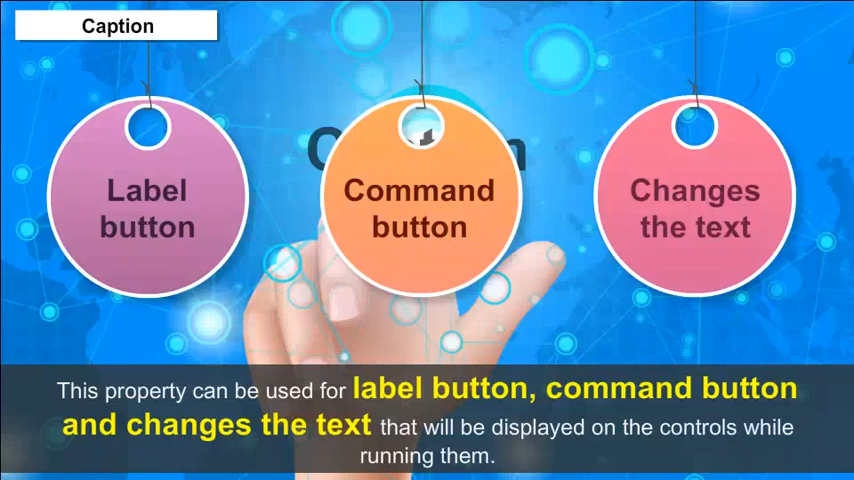 Caption
Label
button
Command
button
Changes
the text
This property can be used for label button, command button
and changes the text that will be displayed on the controls while
running them.